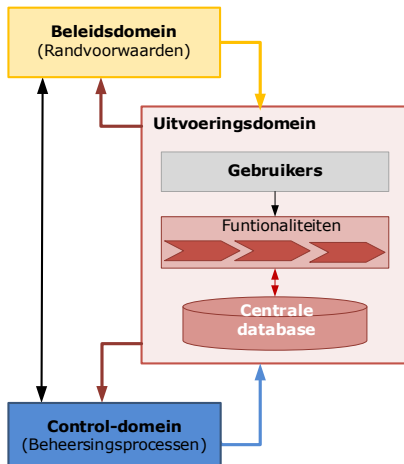 Beleidsdomein
(Randvoorwaarden)
Uitvoeringsdomein
Gebruikers
Funtionaliteiten
Centrale
database
Control-domein
(Beheersingsprocessen)